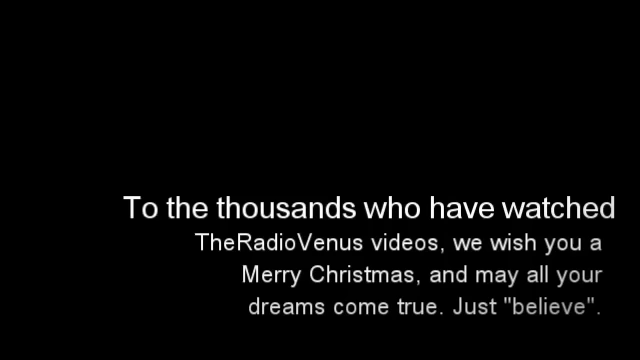 To the thousands who have watched
TheRadioVenus videos, we wish you a
Merry Christmas, and may all your
dreams come true. Just "believe".